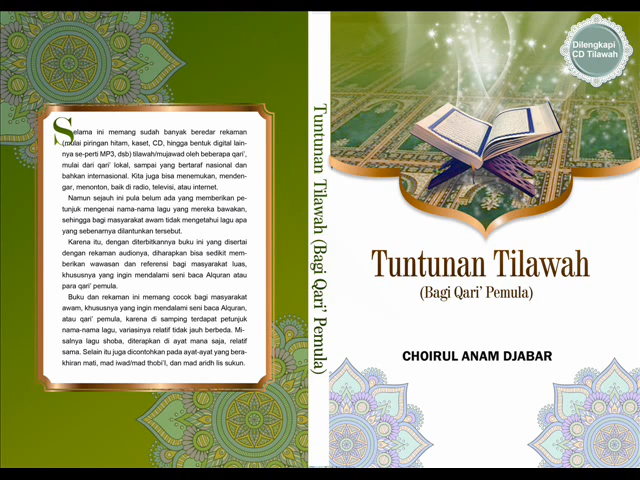 Selama ini memang sudah banyak beredar rekaman
(mulai piringan hitam, kaset, CD, hingga bentuk digital lain-
nya se-perti MP3, dsb) tilawah/mujawad oleh beberapa qari',
mulai dari qari' lokal, sampai yang bertaraf nasional dan
bahkan internasional. Kita juga bisa menemukan, menden-
gar, menonton, baik di radio, televisi, atau internet.
Namun sejauh ini pula belum ada yang memberikan pe-
tunjuk mengenai nama-nama lagu yang mereka bawakan,
sehingga bagi masyarakat awam tidak mengetahui lagu apa
yang sebenarnya dilantunkan tersebut.
Karena itu, dengan diterbitkannya buku ini yang disertai
dengan rekaman audionya, diharapkan bisa sedikit mem-
berikan wawasan dan referensi bagi masyarakat luas,
khususnya yang ingin mendalami seni baca Alquran atau
para qari' pemula.
Buku dan rekaman ini memang cocok bagi masyarakat
awam, khususnya yang ingin mendalami seni baca Alquran,
atau qari' pemula, karena di samping terdapat petunjuk
nama-nama lagu, variasinya relatif tidak jauh berbeda. Mi-
salnya lagu shoba, diterapkan di ayat mana saja, relatif
sama. Selain itu juga dicontohkan pada ayat-ayat yang bera-
khiran mati, mad iwad/mad thobi'I, dan mad aridh lis sukun.
Tuntunan Tilawah (Bagi Qari' Pemula)
Dilengkapi
CD Tilawah
Tuntunan Tilawah
(Bagi Qari' Pemula)
CHOIRUL ANAM DJABAR